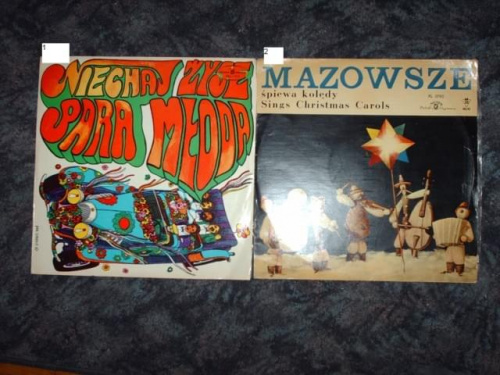 1
NIECHAJ ŻYJE
PARA MŁODA
2
MAZOWSZE
śpiewa kolędy
Sings Christmas Carols